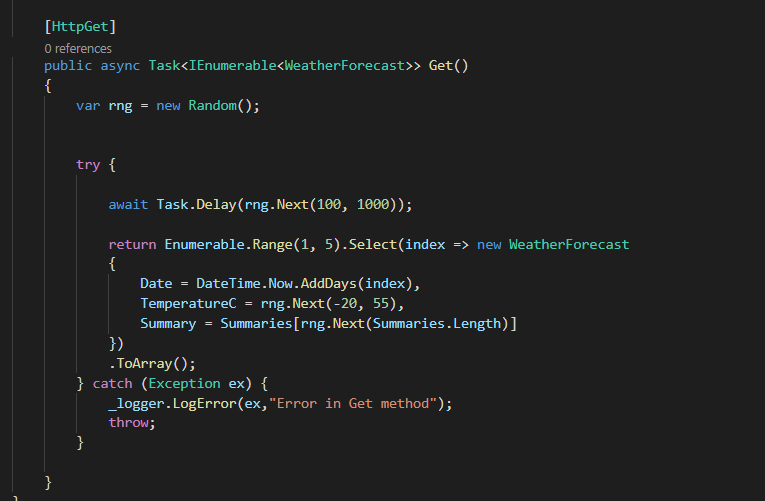 [HttpGet]
0 references
public async Task<IEnumerable<WeatherForecast>> Get()
{
var rng = new Random();
try {
await Task.Delay(rng.Next(100, 1000));
return Enumerable.Range(1, 5).Select(index => new WeatherForecast
{
Date = DateTime.Now.AddDays(index),
TemperatureC = rng.Next(-20, 55),
Summary = Summaries[rng.Next(Summaries.Length)]
})
.ToArray();
} catch (Exception ex) {
_logger.LogError(ex,"Error in Get method");
throw;
}
}
}